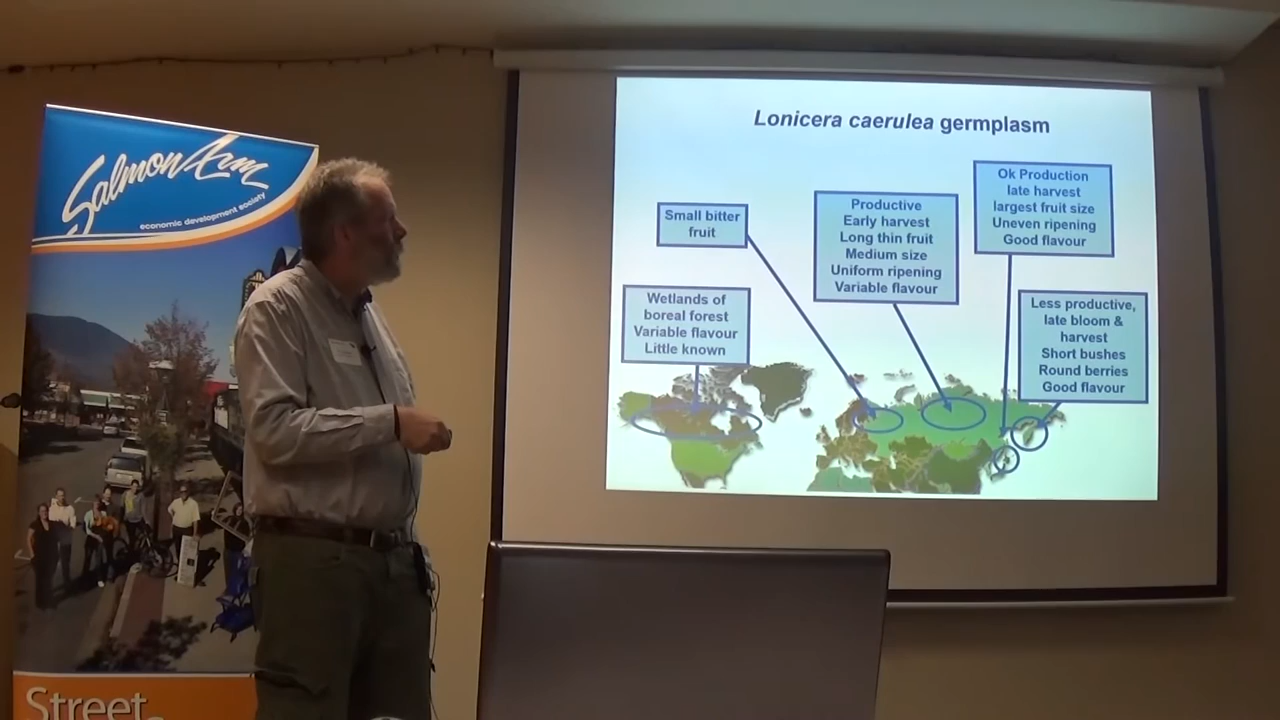 Salmon Arm
economic development society
Street
Lonicera caerulea germplasm
Small bitter
fruit
Wetlands of
boreal forest
Variable flavour
Little known
Productive
Early harvest
Long thin fruit
Medium size
Uniform ripening
Variable flavour
Ok Production
late harvest
largest fruit size
Uneven ripening
Good flavour
Less productive,
late bloom &
harvest
Short bushes
Round berries
Good flavour